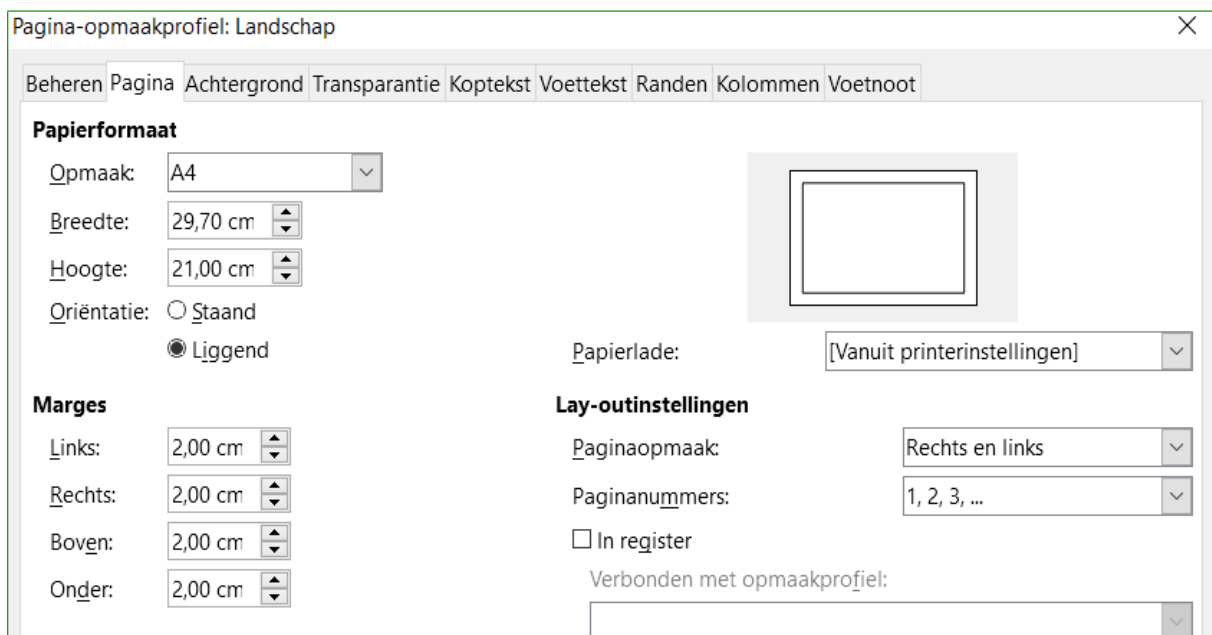 Pagina-opmaakprofiel: Landschap
Beheren Pagina Achtergrond Transparantie Koptekst Voettekst Randen Kolommen Voetnoot
Papierformaat
Opmaak: A4
Breedte: 29,70 cm
Hoogte: 21,00 cm
Oriëntatie: Staand
Liggend
Papierlade: [Vanuit printerinstellingen]
Marges
Links: 2,00 cm
Rechts: 2,00 cm
Boven: 2,00 cm
Onder: 2,00 cm
Lay-outinstellingen
Paginaopmaak: Rechts en links
Paginanummers: 1, 2, 3, ...
In register
Verbonden met opmaakprofiel: